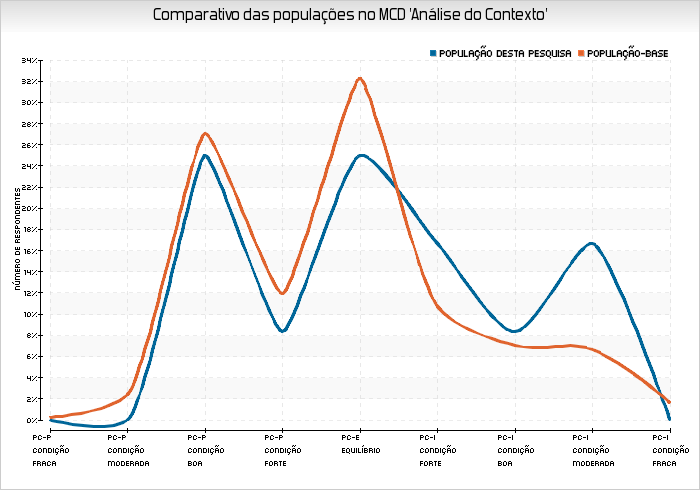 Comparativo das populações no MCD 'Análise do Contexto'
POPULAÇÃO DESTA PESQUISA
POPULAÇÃO-BASE
34%
32%
30%
28%
26%
24%
22%
20%
18%
16%
14%
12%
10%
8%
6%
4%
2%
0%
NÚMERO DE RESPONDENTES
PC-P
CONDIÇÃO
FRACA
PC-P
CONDIÇÃO
MODERADA
PC-P
CONDIÇÃO
BOA
PC-P
CONDIÇÃO
FORTE
PC-E
EQUILÍBRIO
PC-I
CONDIÇÃO
FORTE
PC-I
CONDIÇÃO
BOA
PC-I
CONDIÇÃO
MODERADA
PC-I
CONDIÇÃO
FRACA